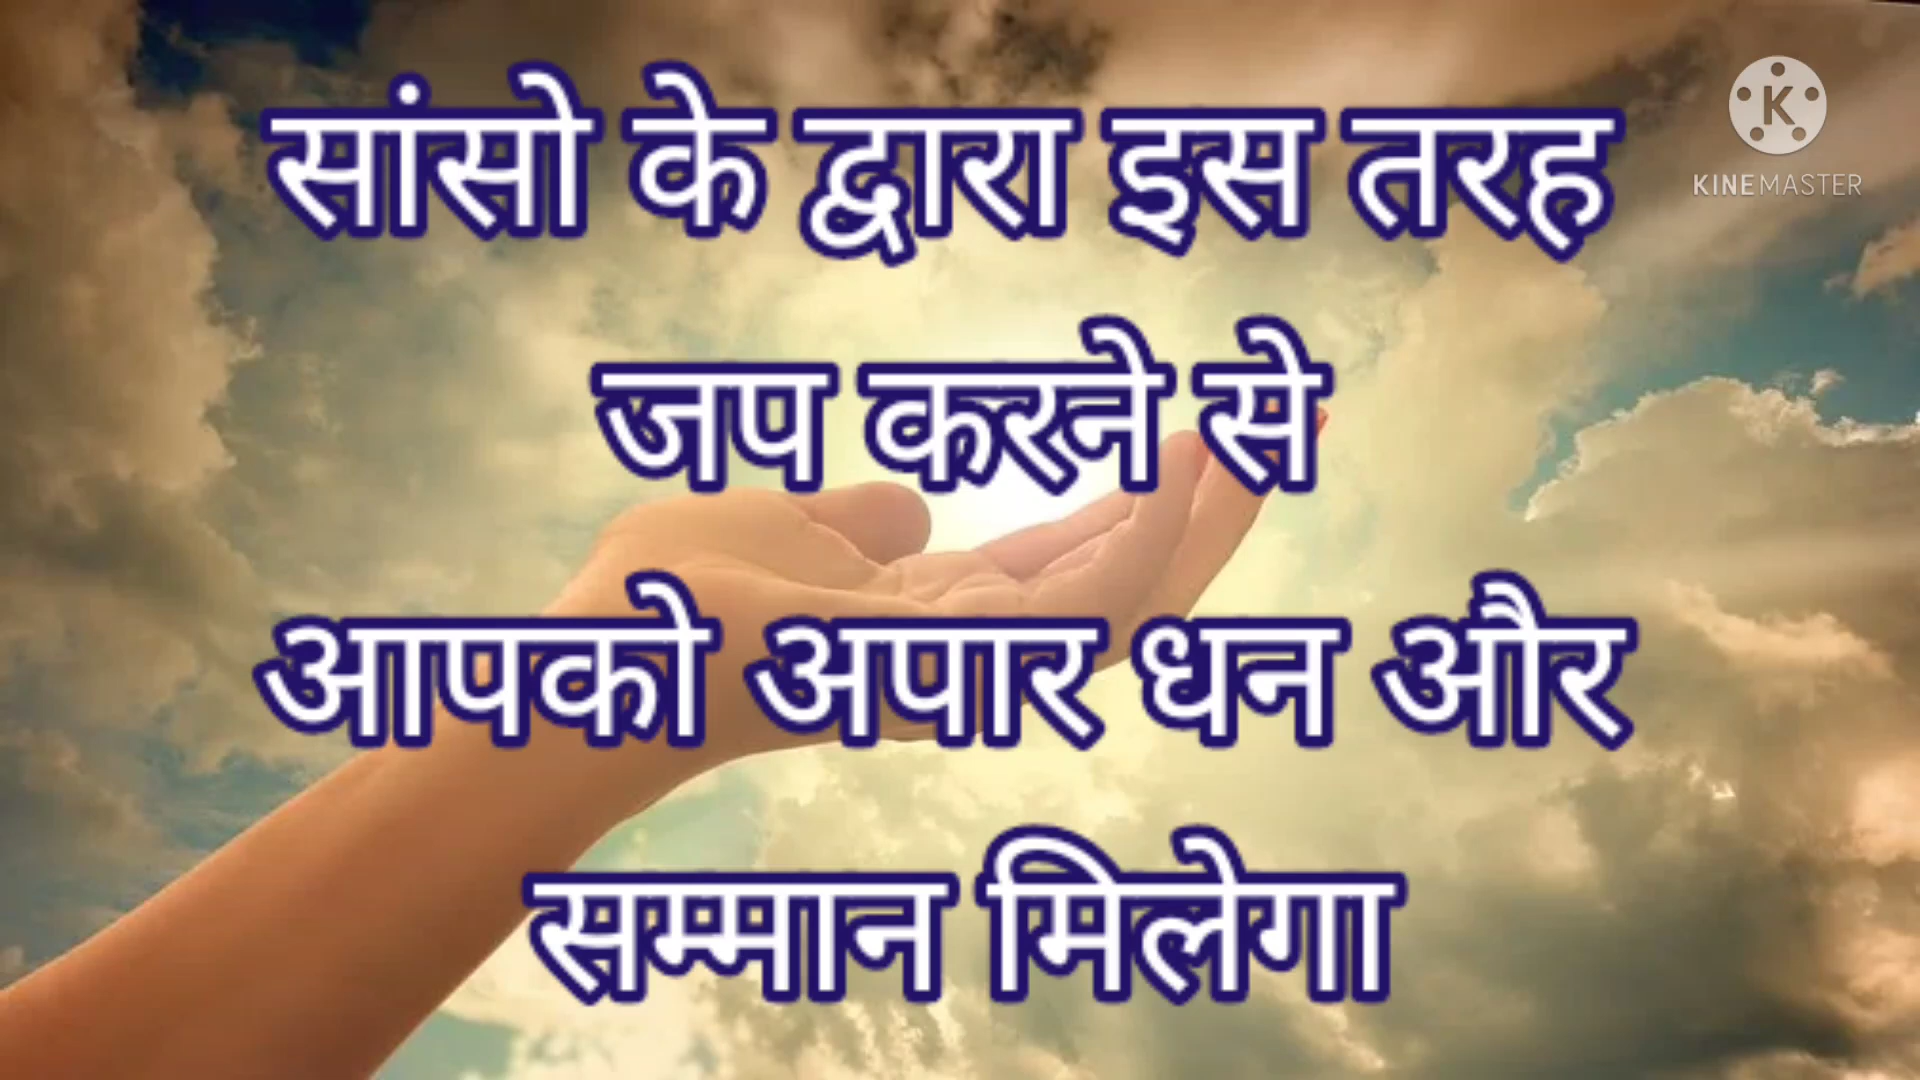 सांसो के द्वारा इस तरह
जप करने से
आपको अपार धन और
सम्मान मिलेगा
K
KINEMASTER